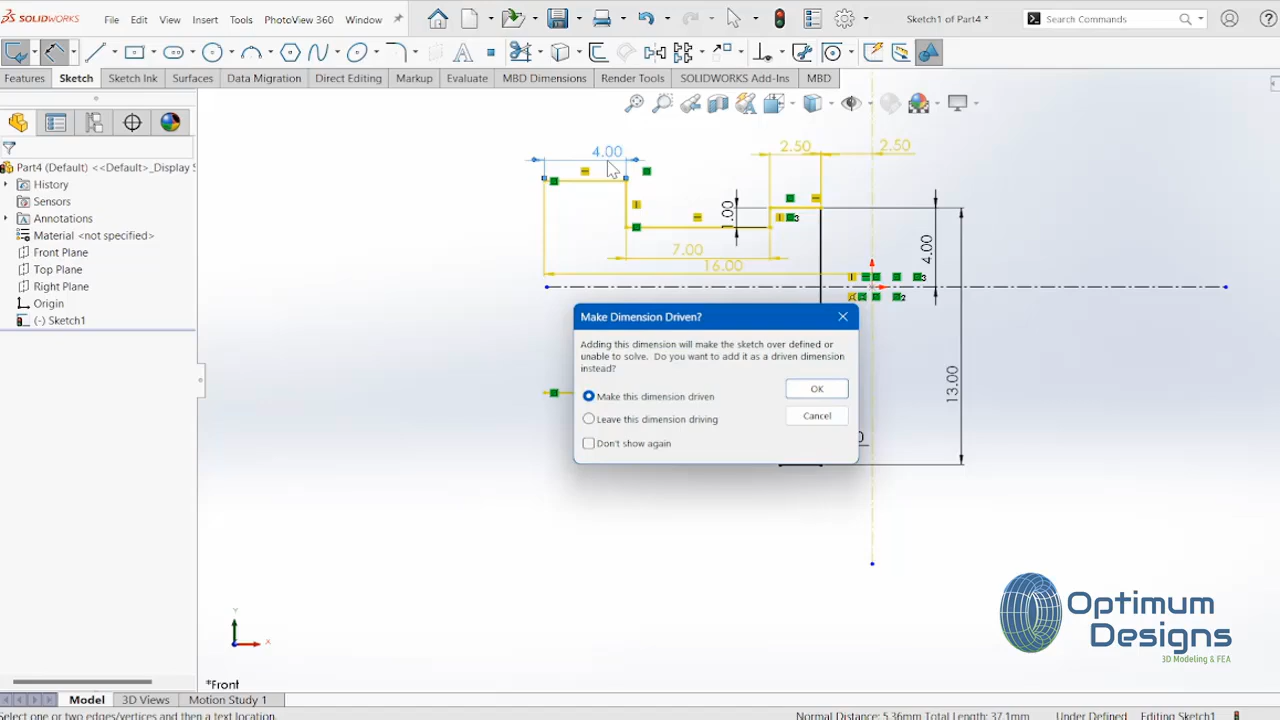 SOLIDWORKS File Edit View Insert Tools PhotoView 360 Window Sketch1 of Part4 * Search Commands
Features Sketch Sketch Ink Surfaces Data Migration Direct Editing Markup Evaluate MBD Dimensions Render Tools SOLIDWORKS Add-Ins MBD
Part4 (Default) <<Default>_Display S
History
Sensors
Annotations
Material <not specified>
Front Plane
Top Plane
Right Plane
Origin
(-) Sketch1
4.00
2.50
2.50
1.00
7.00
16.00
4.00
13.00
Make Dimension Driven?
Adding this dimension will make the sketch over defined or
unable to solve. Do you want to add it as a driven dimension
instead?
Make this dimension driven
OK
Leave this dimension driving
Cancel
Don't show again
Optimum
Designs
3D Modeling & FEA
Y
X
*Front
Model 3D Views Motion Study 1
Select one or two edges/vertices and then a text location. Normal Distance: 5.36mm Total Length: 37.1mm Under Defined Editing Sketch1